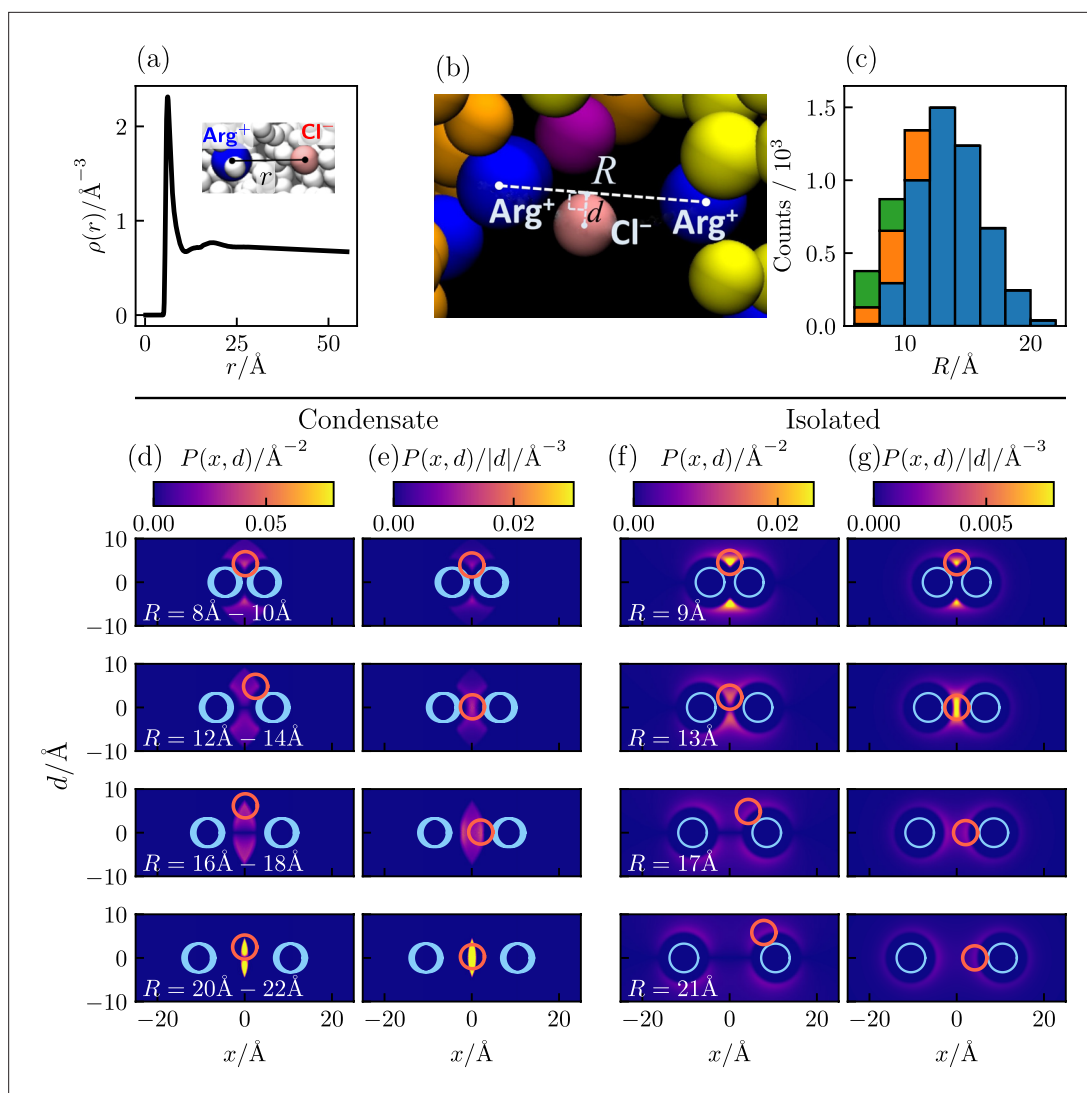 (a)
2
1
0
ρ(r)/Å⁻³
0
25
50
r/Å
Arg⁺
Cl⁻
r
(b)
R
d
Arg⁺
Cl⁻
Arg⁺
(c)
1.5
1.0
0.5
0.0
Counts / 10³
10
20
R/Å
Condensate
Isolated
(d) P(x, d)/Å⁻²
(e) P(x, d)/|d|/Å⁻³
(f) P(x, d)/Å⁻²
(g) P(x, d)/|d|/Å⁻³
0.00 0.05
0.00 0.02
0.00 0.02
0.000 0.005
10
0
−10
R = 8Å − 10Å
R = 9Å
10
0
−10
R = 12Å − 14Å
R = 13Å
d/Å
10
0
−10
R = 16Å − 18Å
R = 17Å
10
0
−10
R = 20Å − 22Å
R = 21Å
−20 0 20
−20 0 20
−20 0 20
−20 0 20
x/Å
x/Å
x/Å
x/Å